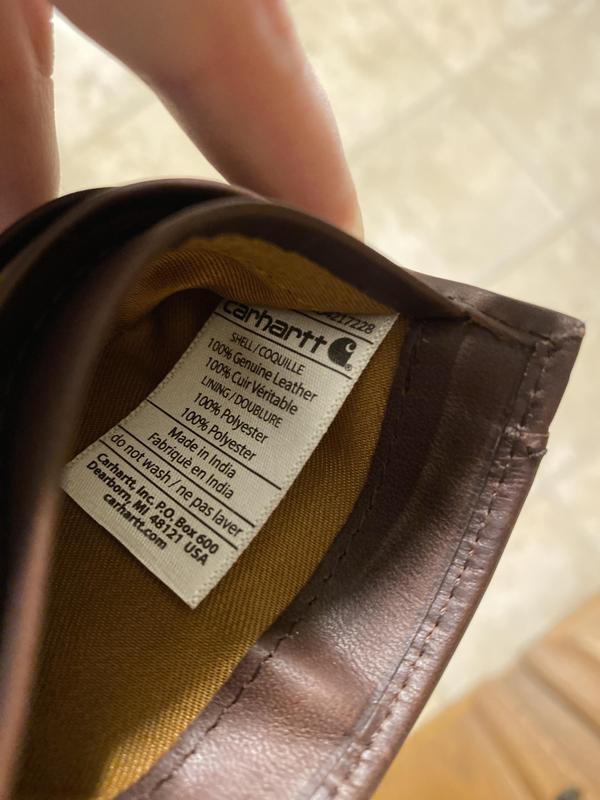 4217228
carhartt
SHELL / COQUILLE
100% Genuine Leather
100% Cuir Véritable
LINING / DOUBLURE
100% Polyester
100% Polyester
Made in India
Fabriqué en India
do not wash / ne pas laver
Carhartt, Inc. P.O. Box 600
Dearborn, MI 48121 USA
carhartt.com